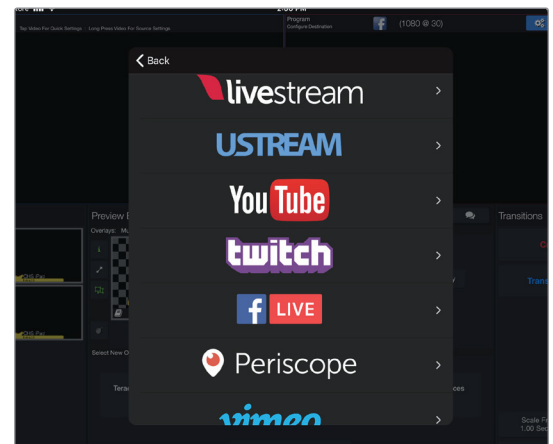 2:00 PM
Tap Video For Quick Settings - Long Press Video For Source Settings
Program
Configure Destination
(1080 @ 30)
Back
livestream
USTREAM
YouTube
twitch
f LIVE
Periscope
vimeo
Preview
Overlays:
Transitions
Select New
Scale
1.00 Sec